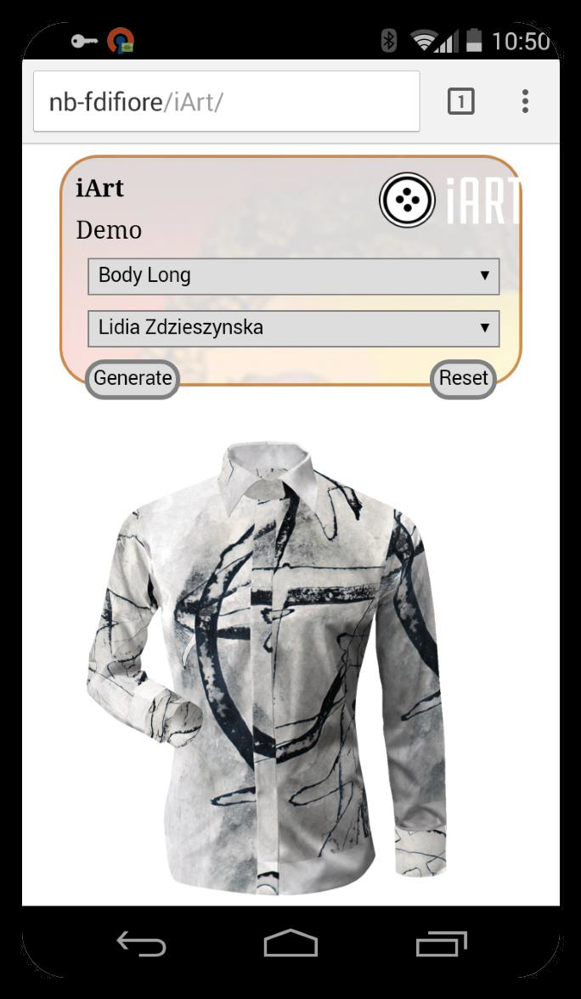 10:50
nb-fdifiore/iArt/
1
iArt
iART
Demo
Body Long
Lidia Zdzieszynska
Generate
Reset